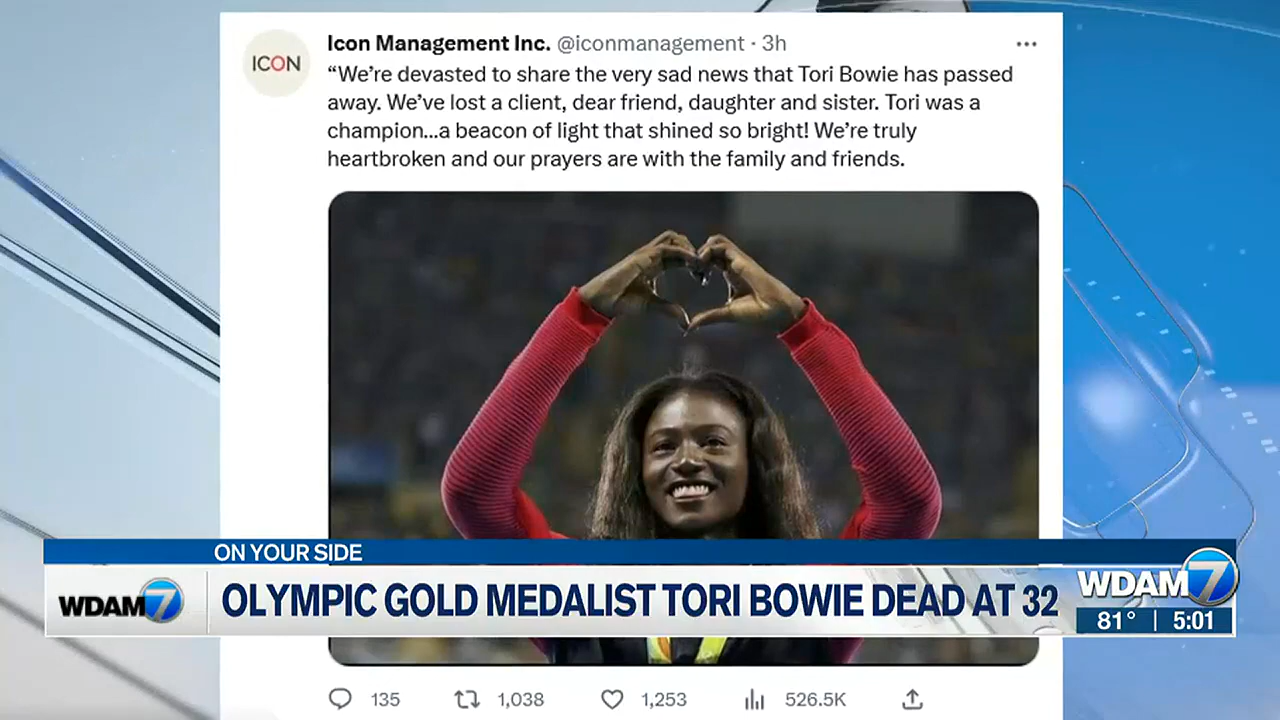 ICON
Icon Management Inc. @iconmanagement · 3h
“We’re devasted to share the very sad news that Tori Bowie has passed
away. We’ve lost a client, dear friend, daughter and sister. Tori was a
champion...a beacon of light that shined so bright! We’re truly
heartbroken and our prayers are with the family and friends.
ON YOUR SIDE
WDAM7
OLYMPIC GOLD MEDALIST TORI BOWIE DEAD AT 32
WDAM7
81° | 5:01
135 1,038 1,253 526.5K